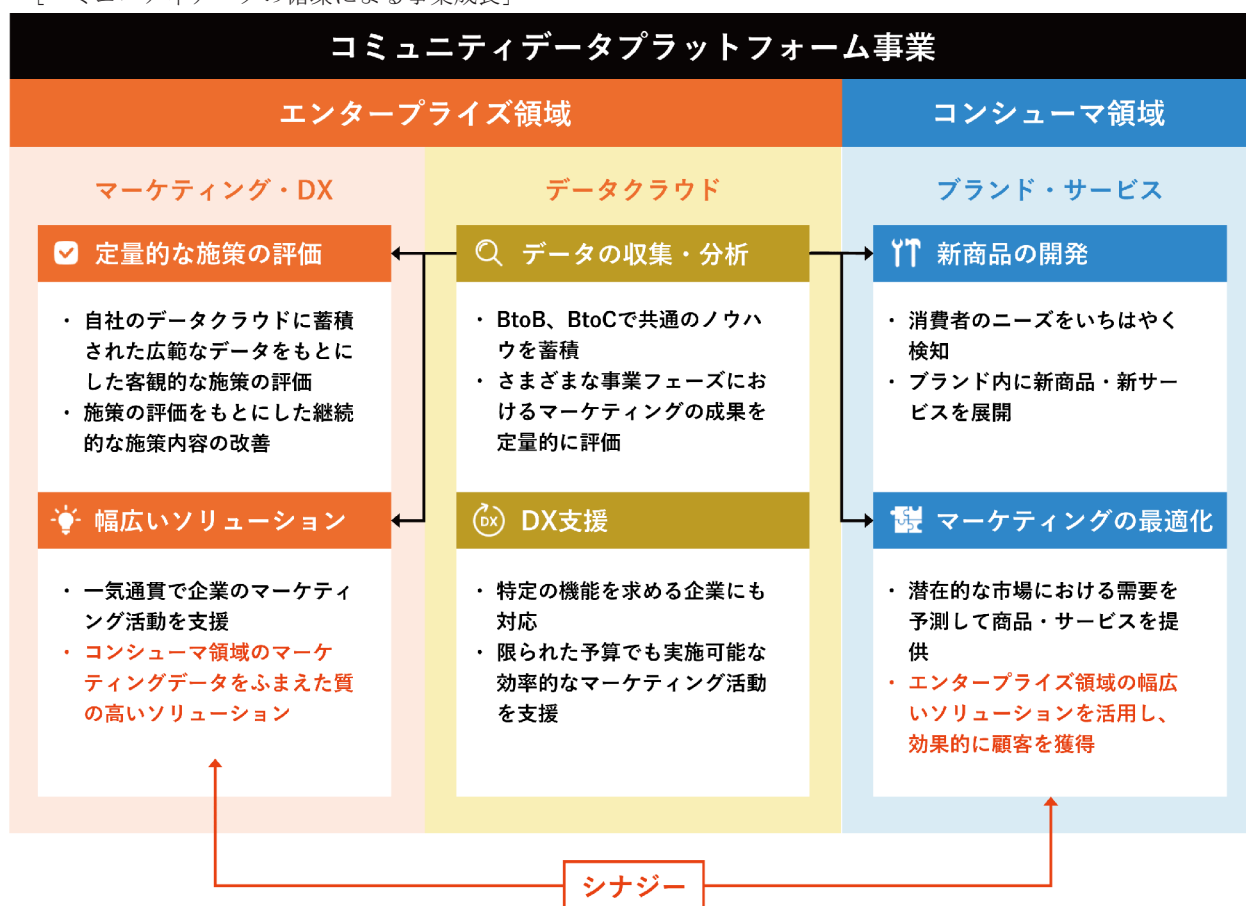 コミュニティデータプラットフォーム事業
エンタープライズ領域
コンシューマ領域
マーケティング・DX
データクラウド
ブランド・サービス
定量的な施策の評価
・ 自社のデータクラウドに蓄積
された広範なデータをもとに
した客観的な施策の評価
・ 施策の評価をもとにした継続
的な施策内容の改善
データの収集・分析
・ BtoB、BtoCで共通のノウハ
ウを蓄積
・ さまざまな事業フェーズにお
けるマーケティングの成果を
定量的に評価
新商品の開発
・ 消費者のニーズをいちはやく
検知
・ ブランド内に新商品・新サー
ビスを展開
幅広いソリューション
・ 一気通貫で企業のマーケティ
ング活動を支援
・ コンシューマ領域のマーケ
ティングデータをふまえた質
の高いソリューション
DX
DX支援
・ 特定の機能を求める企業にも
対応
・ 限られた予算でも実施可能な
効率的なマーケティング活動
を支援
マーケティングの最適化
・ 潜在的な市場における需要を
予測して商品・サービスを提
供
・ エンタープライズ領域の幅広
いソリューションを活用し、
効果的に顧客を獲得
シナジー